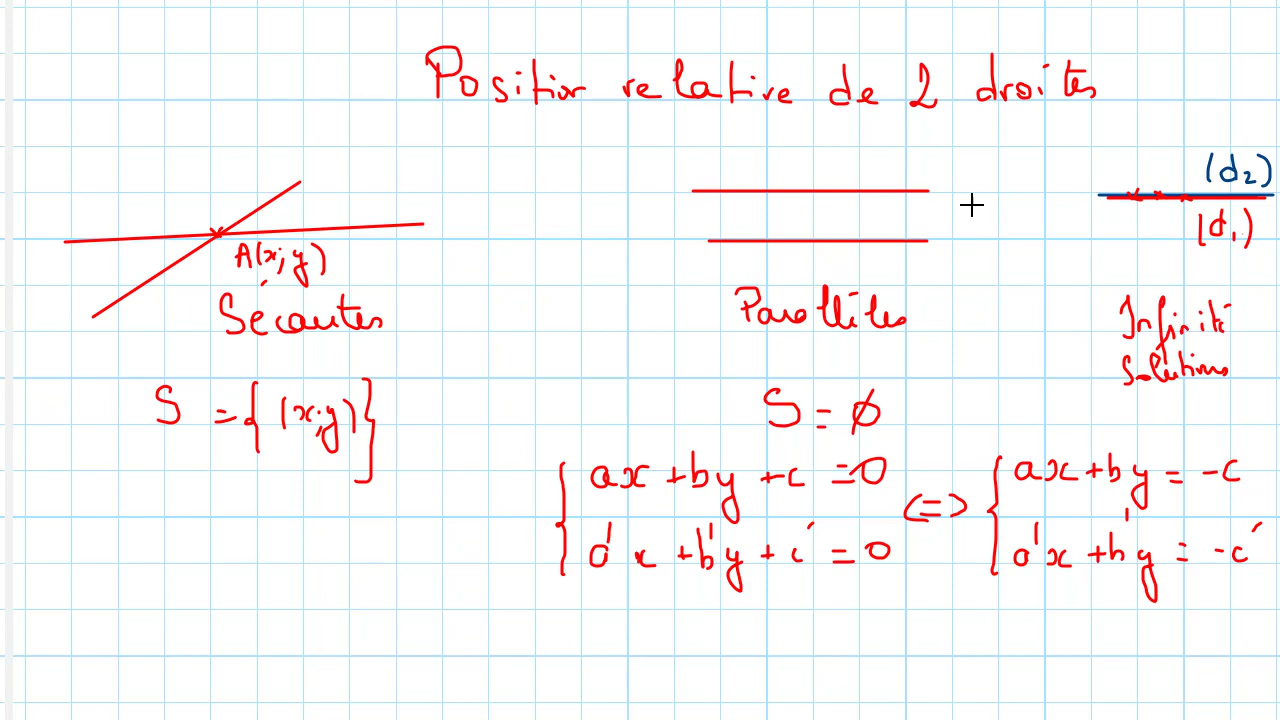 Position relative de 2 droites
(d2)
(d1)
A(x; y)
Sécantes
Parallèles
Infinité
solutions
S = {(x; y)}
S = ∅
{ ax + by + c = 0
a'x + b'y + c' = 0
<=> { ax + by = -c
a'x + b'y = -c'